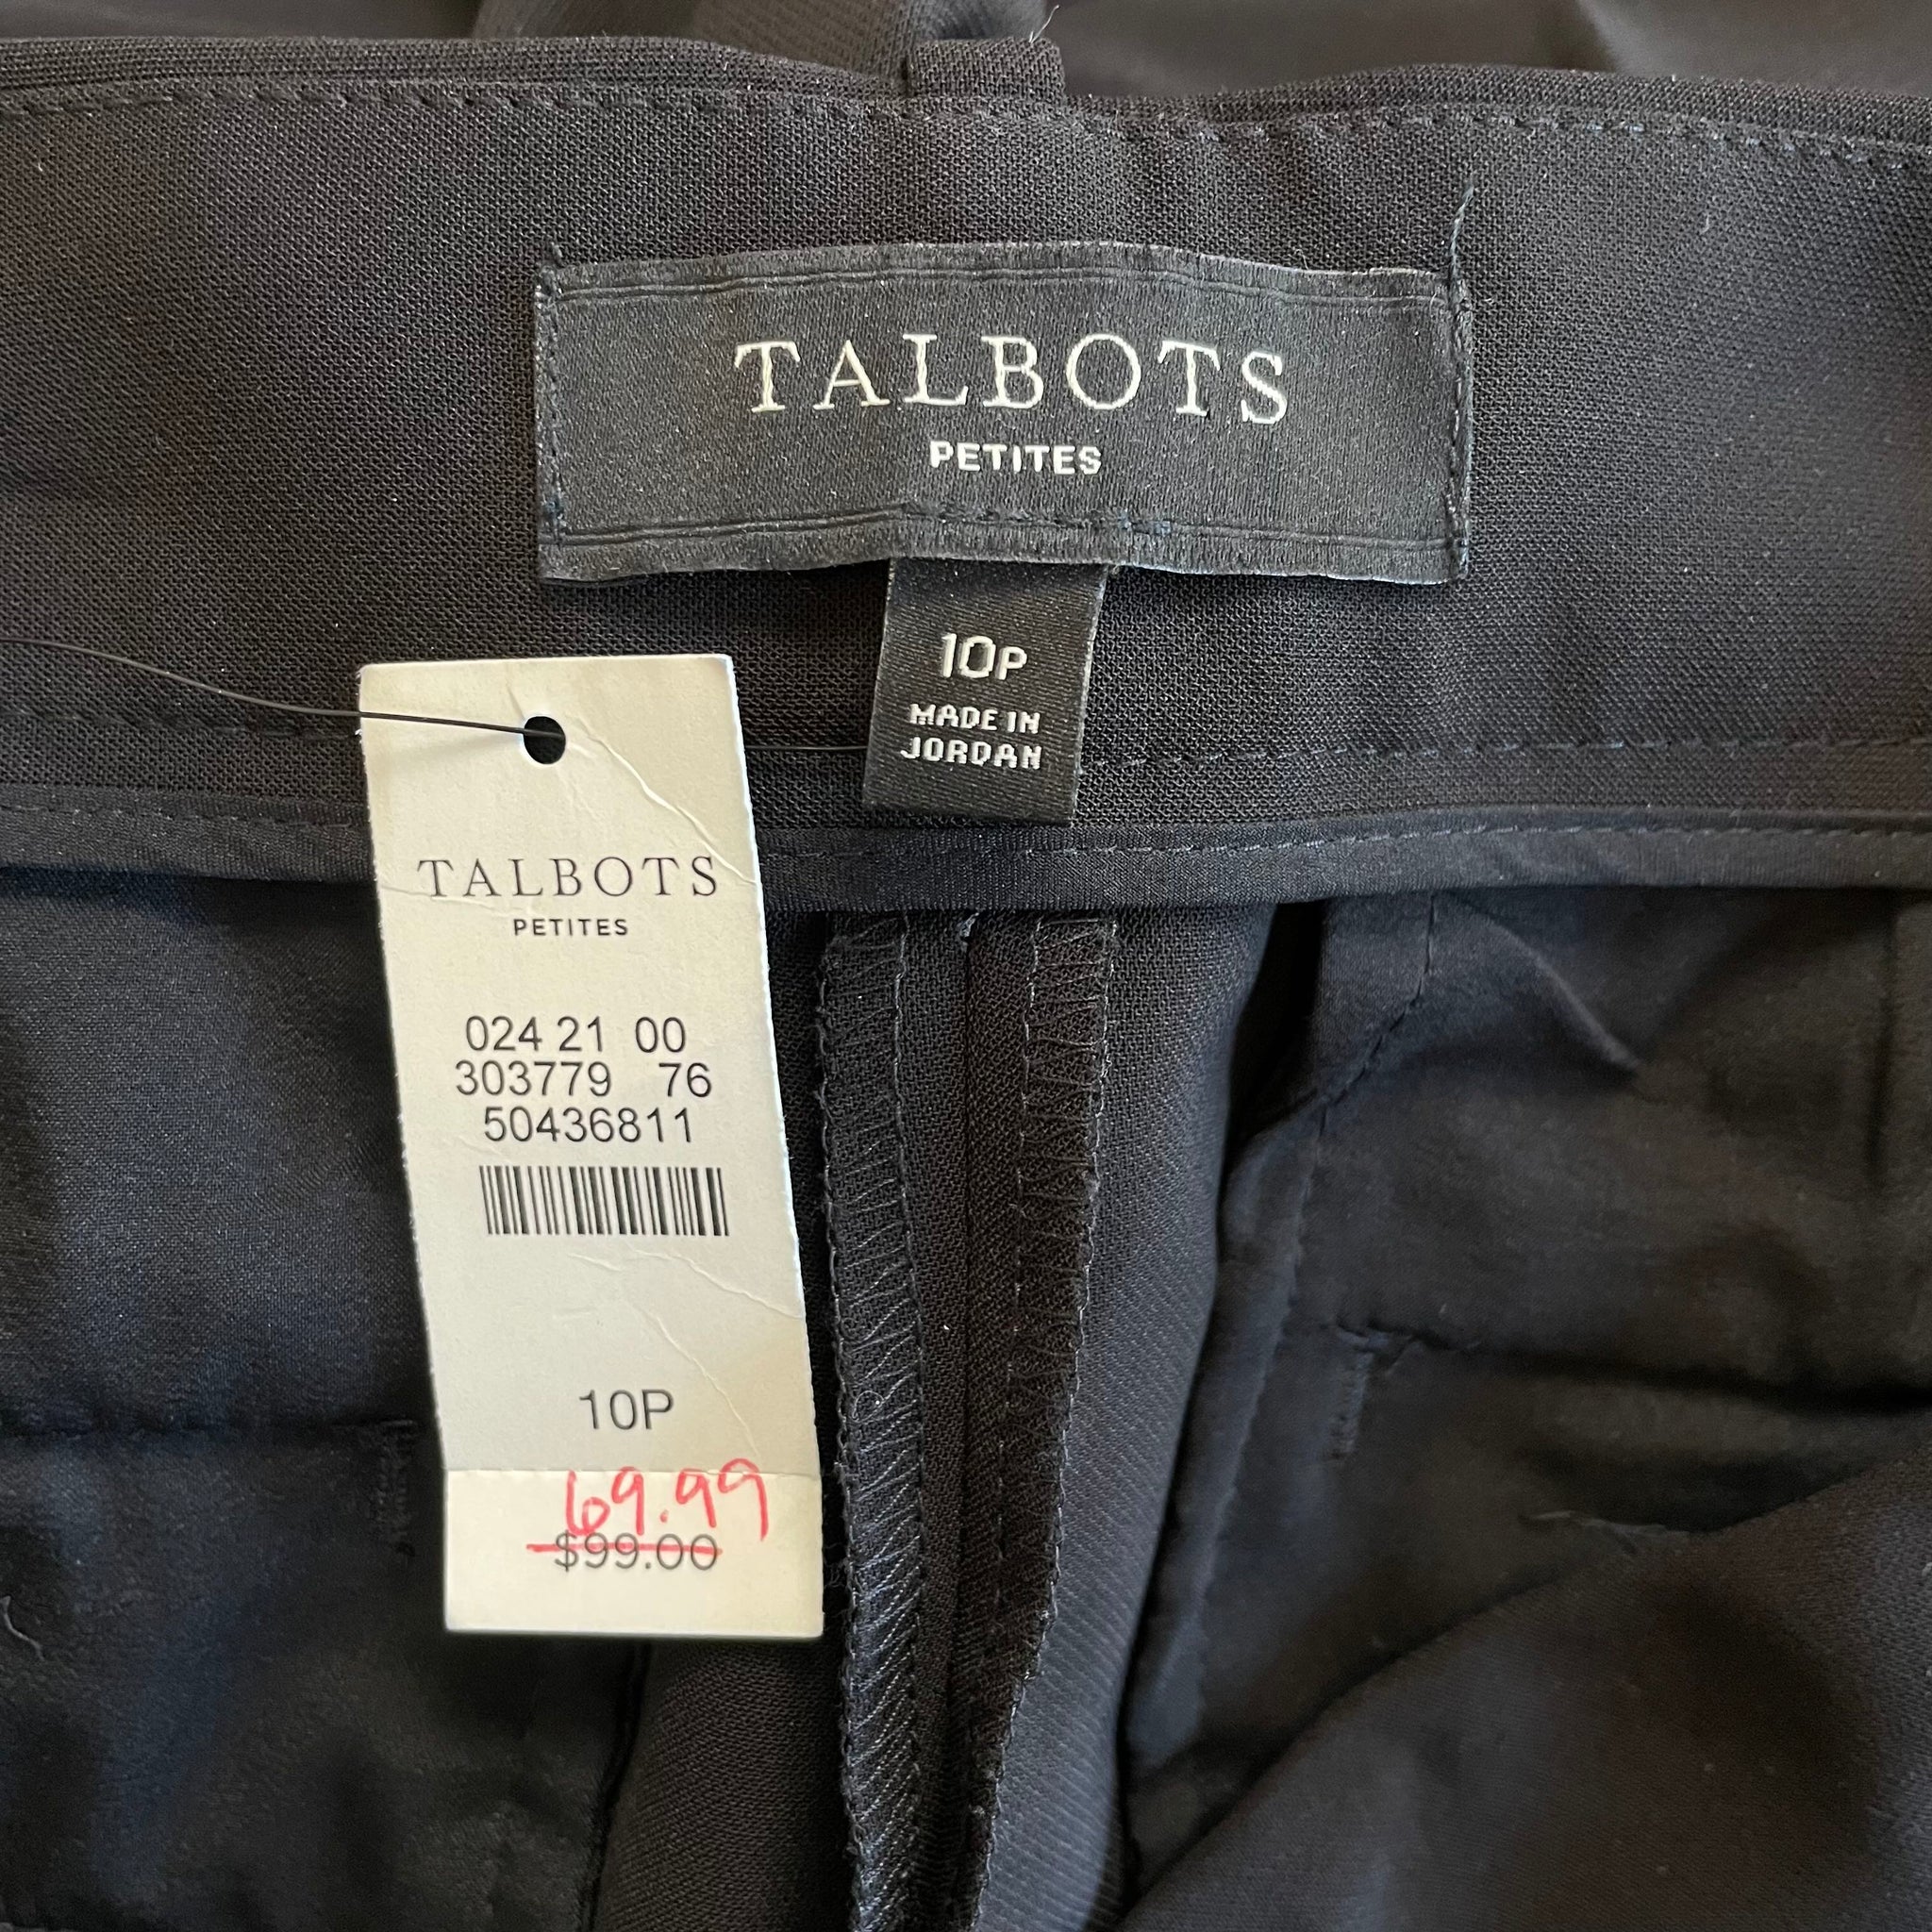 TALBOTS
PETITES
10P
MADE IN
JORDAN
TALBOTS
PETITES
024 21 00
303779 76
50436811
10P
69.99
$99.00